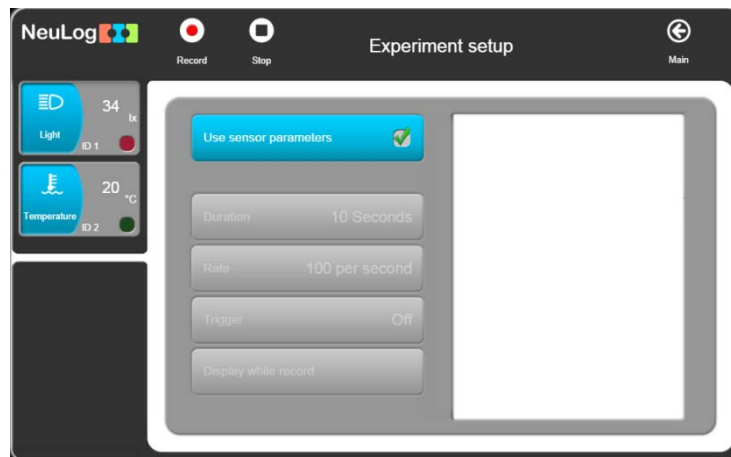 NeuLog
Record
Stop
Experiment setup
Main
34
lx
Light
ID 1
20
°C
Temperature
ID 2
Use sensor parameters
Duration 10 Seconds
Rate 100 per second
Trigger Off
Display while record